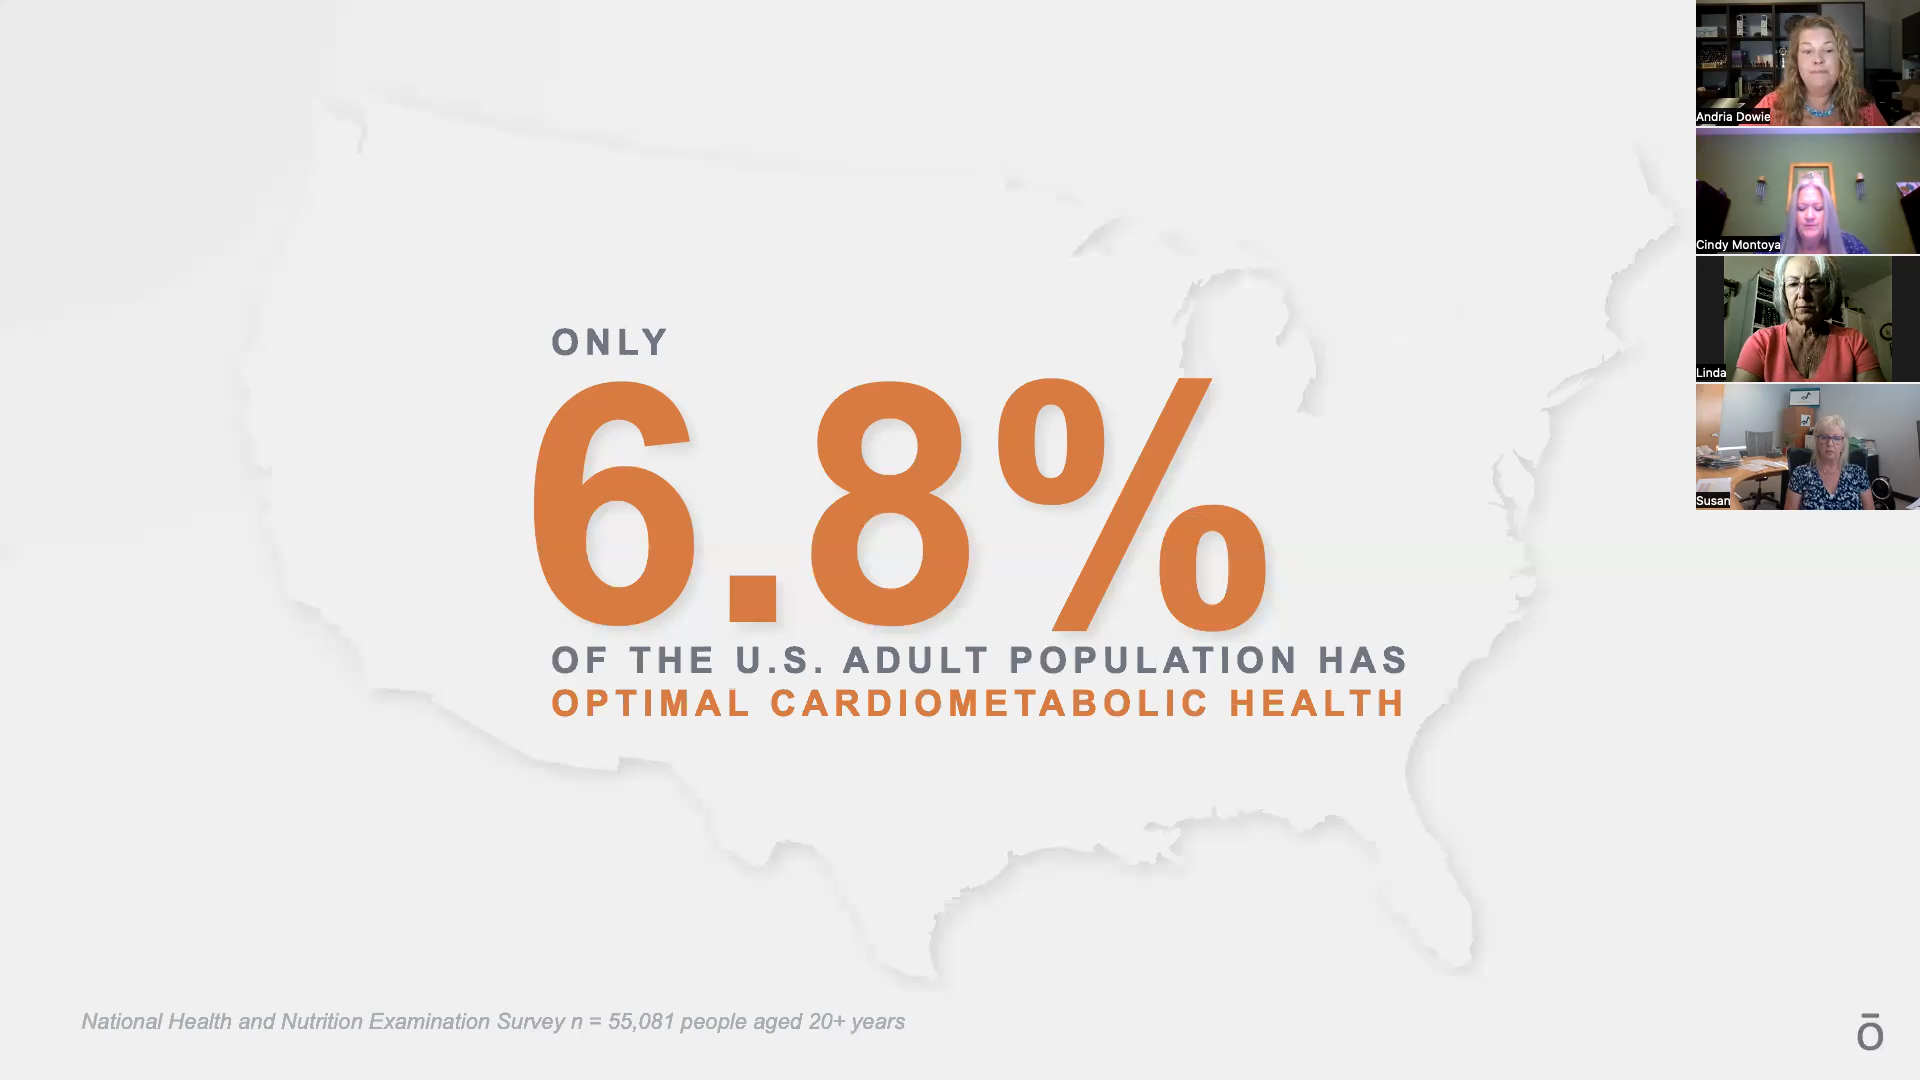 ONLY
6.8%
OF THE U.S. ADULT POPULATION HAS
OPTIMAL CARDIOMETABOLIC HEALTH
National Health and Nutrition Examination Survey n = 55,081 people aged 20+ years
ō
Andria Dowie
Cindy Montoya
Linda
Susan